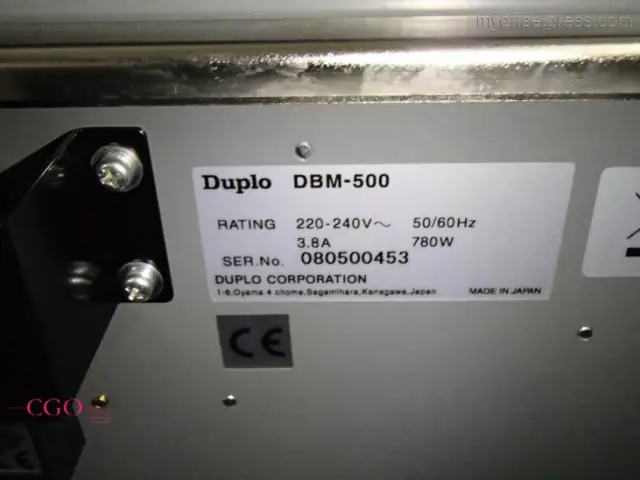 myoffsetpress.com
Duplo DBM-500
RATING 220-240V～ 50/60Hz
3.8A 780W
SER.No. 080500453
DUPLO CORPORATION
1-6,Oyama 4 chome,Sagamihara,Kanagawa,Japan MADE IN JAPAN
CE
CGO